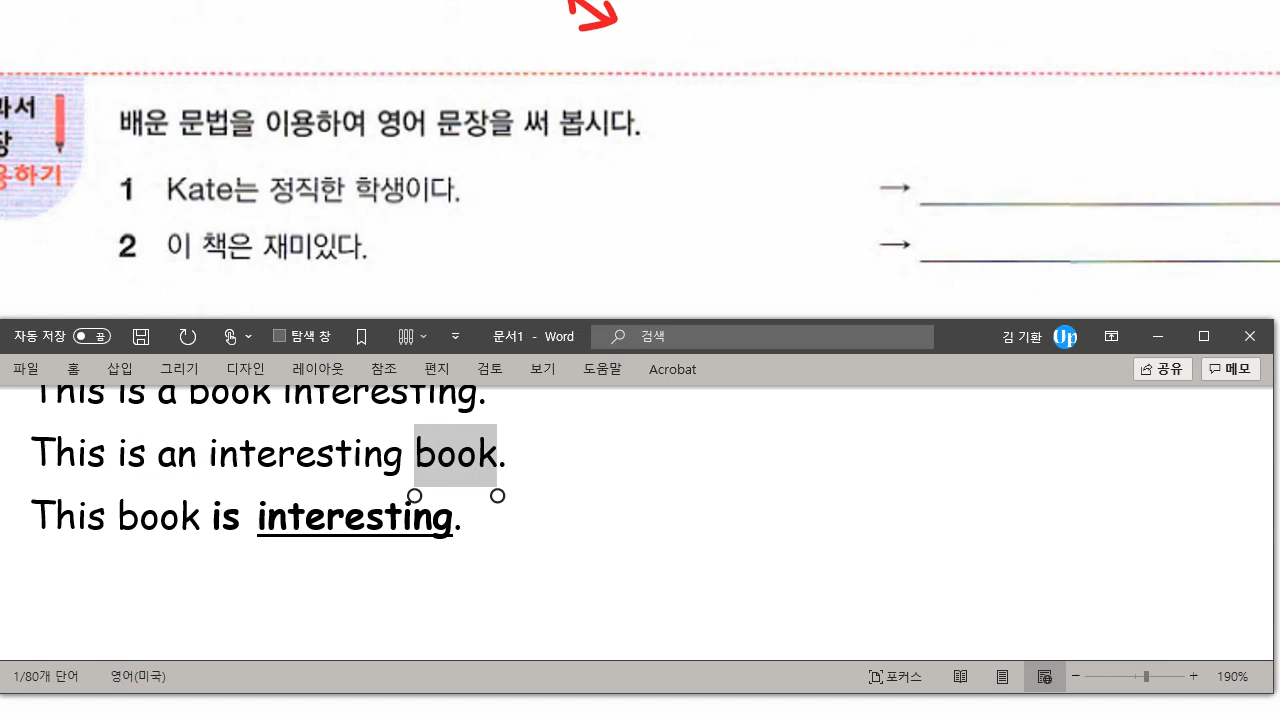 과서
장
용하기
배운 문법을 이용하여 영어 문장을 써 봅시다.
1 Kate는 정직한 학생이다. →
2 이 책은 재미있다. →
자동 저장 끔 탐색 창 문서1 - Word 검색 김 기환 Up
파일 홈 삽입 그리기 디자인 레이아웃 참조 편지 검토 보기 도움말 Acrobat 공유 메모
This is a book interesting.
This is an interesting book.
This book is interesting.
1/80개 단어 영어(미국) 포커스 190%